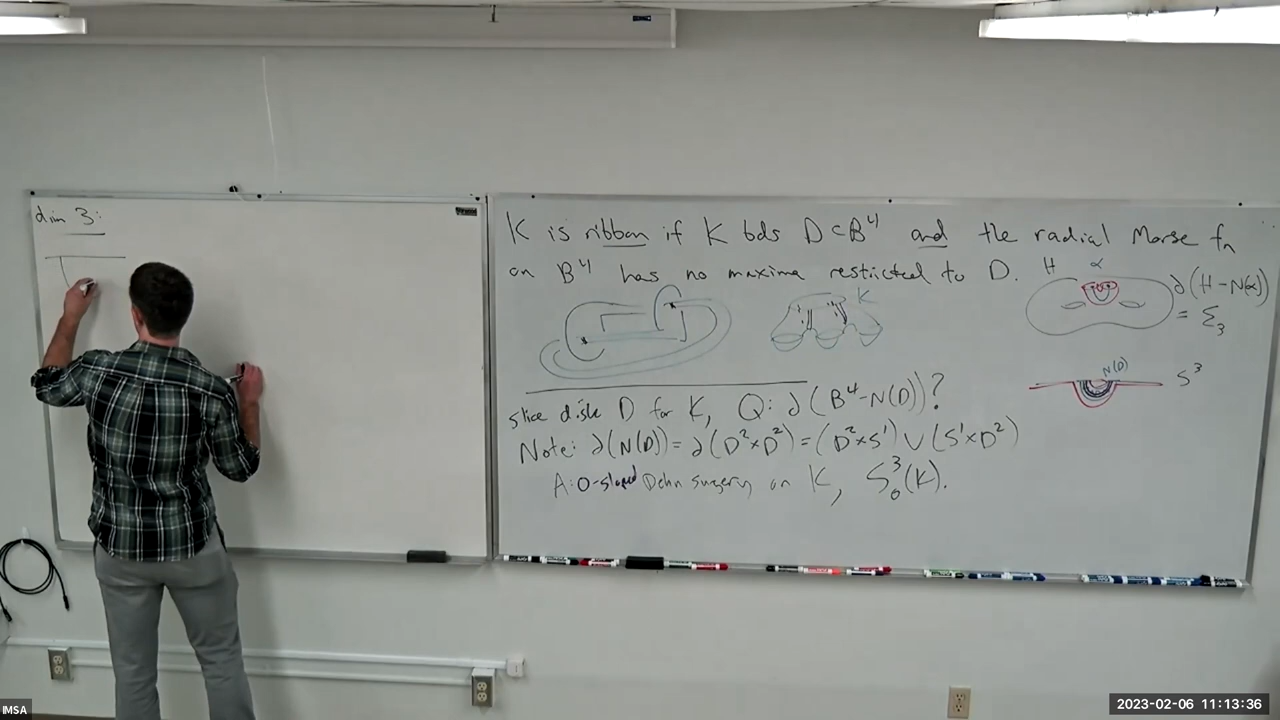 dim 3:
K is ribbon if K bds D⊂B⁴ and the radial Morse fn
on B⁴ has no maxima restricted to D.
H α
∂(H-N(α))
= Σ₃
K
N(D) S³
slice disk D for K, Q: ∂(B⁴-N(D))?
Note: ∂(N(D)) = ∂(D²×D²) = (D²×S¹) ∪ (S¹×D²)
A: 0-sloped Dehn surgery on K, S³₀(K).
IMSA
2023-02-06 11:13:36